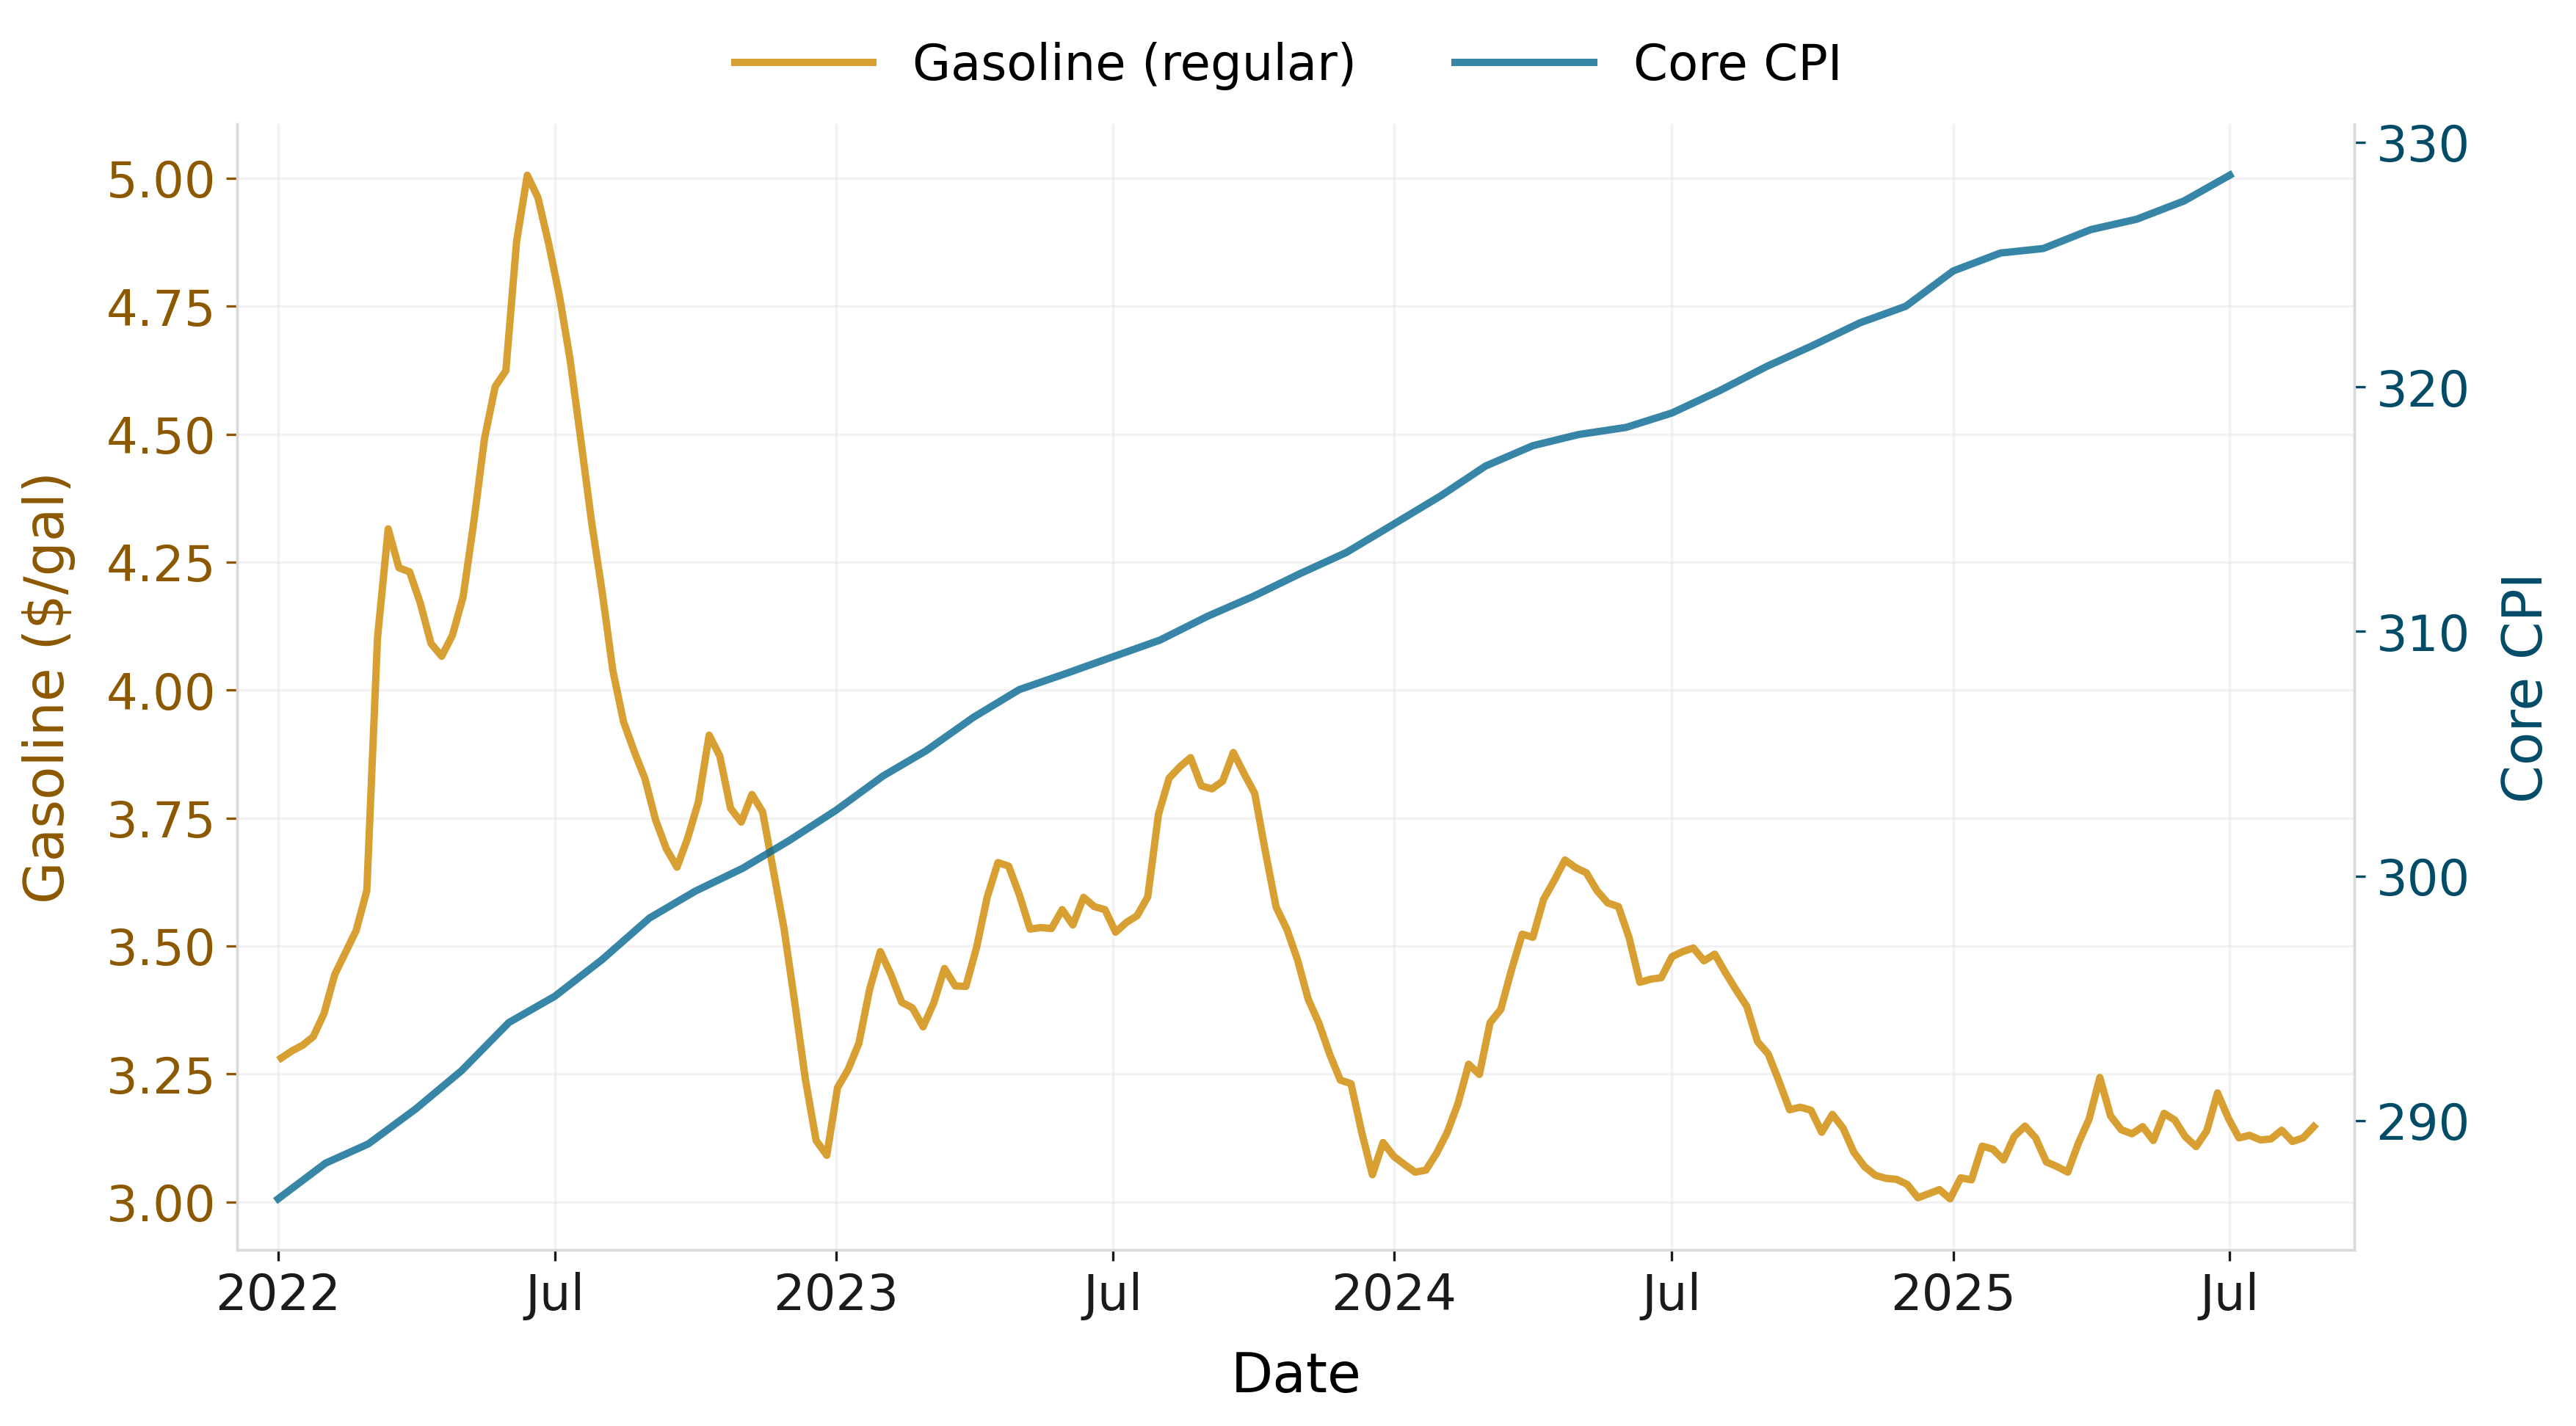 Gasoline (regular) Core CPI
Gasoline ($/gal)
5.00
4.75
4.50
4.25
4.00
3.75
3.50
3.25
3.00
330
320
310
300
290
Core CPI
2022 Jul 2023 Jul 2024 Jul 2025 Jul
Date